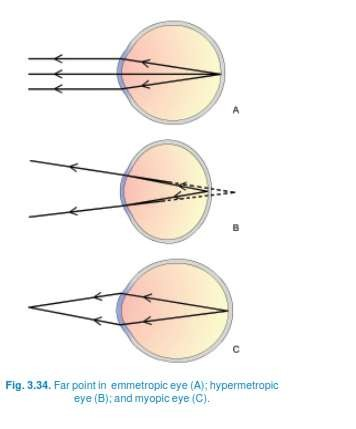 A
B
C
Fig. 3.34. Far point in emmetropic eye (A); hypermetropic
eye (B); and myopic eye (C).